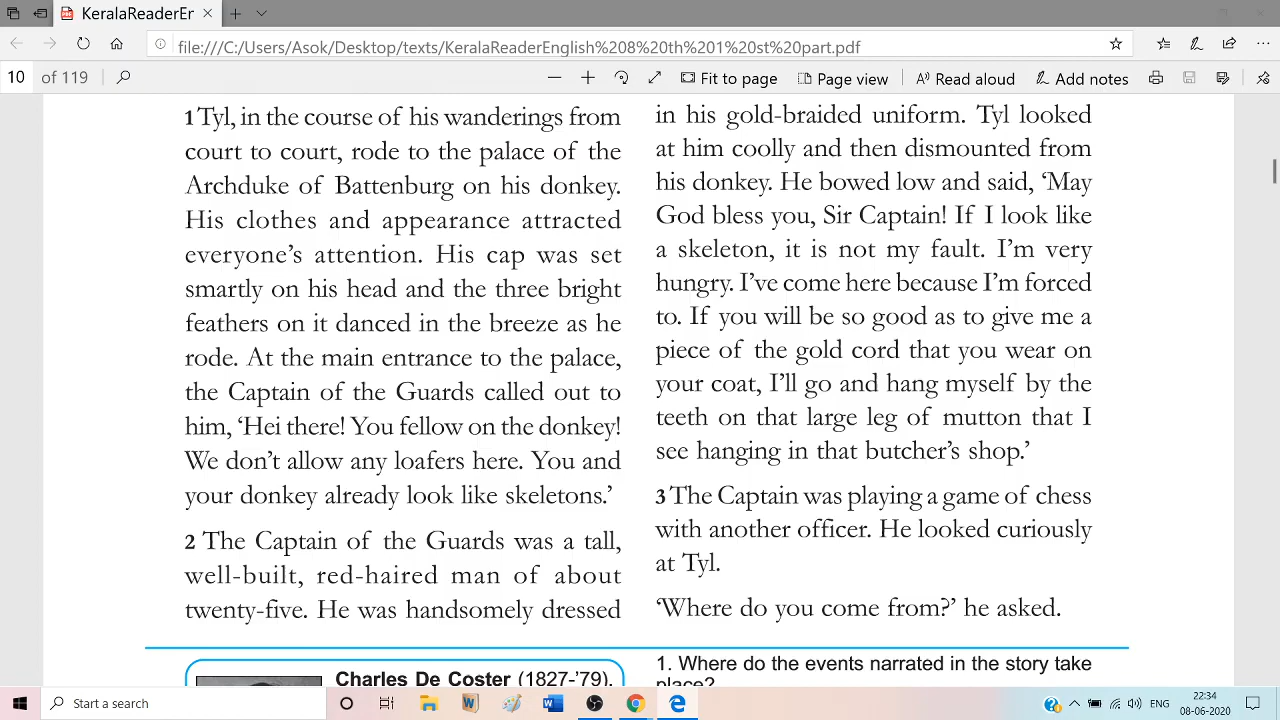 KeralaReaderEr
file:///C:/Users/Asok/Desktop/texts/KeralaReaderEnglish%208%20th%201%20st%20part.pdf
10 of 119
Fit to page
Page view
Read aloud
Add notes
1 Tyl, in the course of his wanderings from
court to court, rode to the palace of the
Archduke of Battenburg on his donkey.
His clothes and appearance attracted
everyone’s attention. His cap was set
smartly on his head and the three bright
feathers on it danced in the breeze as he
rode. At the main entrance to the palace,
the Captain of the Guards called out to
him, ‘Hei there! You fellow on the donkey!
We don’t allow any loafers here. You and
your donkey already look like skeletons.’
2 The Captain of the Guards was a tall,
well-built, red-haired man of about
twenty-five. He was handsomely dressed
in his gold-braided uniform. Tyl looked
at him coolly and then dismounted from
his donkey. He bowed low and said, ‘May
God bless you, Sir Captain! If I look like
a skeleton, it is not my fault. I’m very
hungry. I’ve come here because I’m forced
to. If you will be so good as to give me a
piece of the gold cord that you wear on
your coat, I’ll go and hang myself by the
teeth on that large leg of mutton that I
see hanging in that butcher’s shop.’
3 The Captain was playing a game of chess
with another officer. He looked curiously
at Tyl.
‘Where do you come from?’ he asked.
Charles De Coster (1827-’79),
1. Where do the events narrated in the story take
place?
Start a search
ENG
22:34
08-06-2020